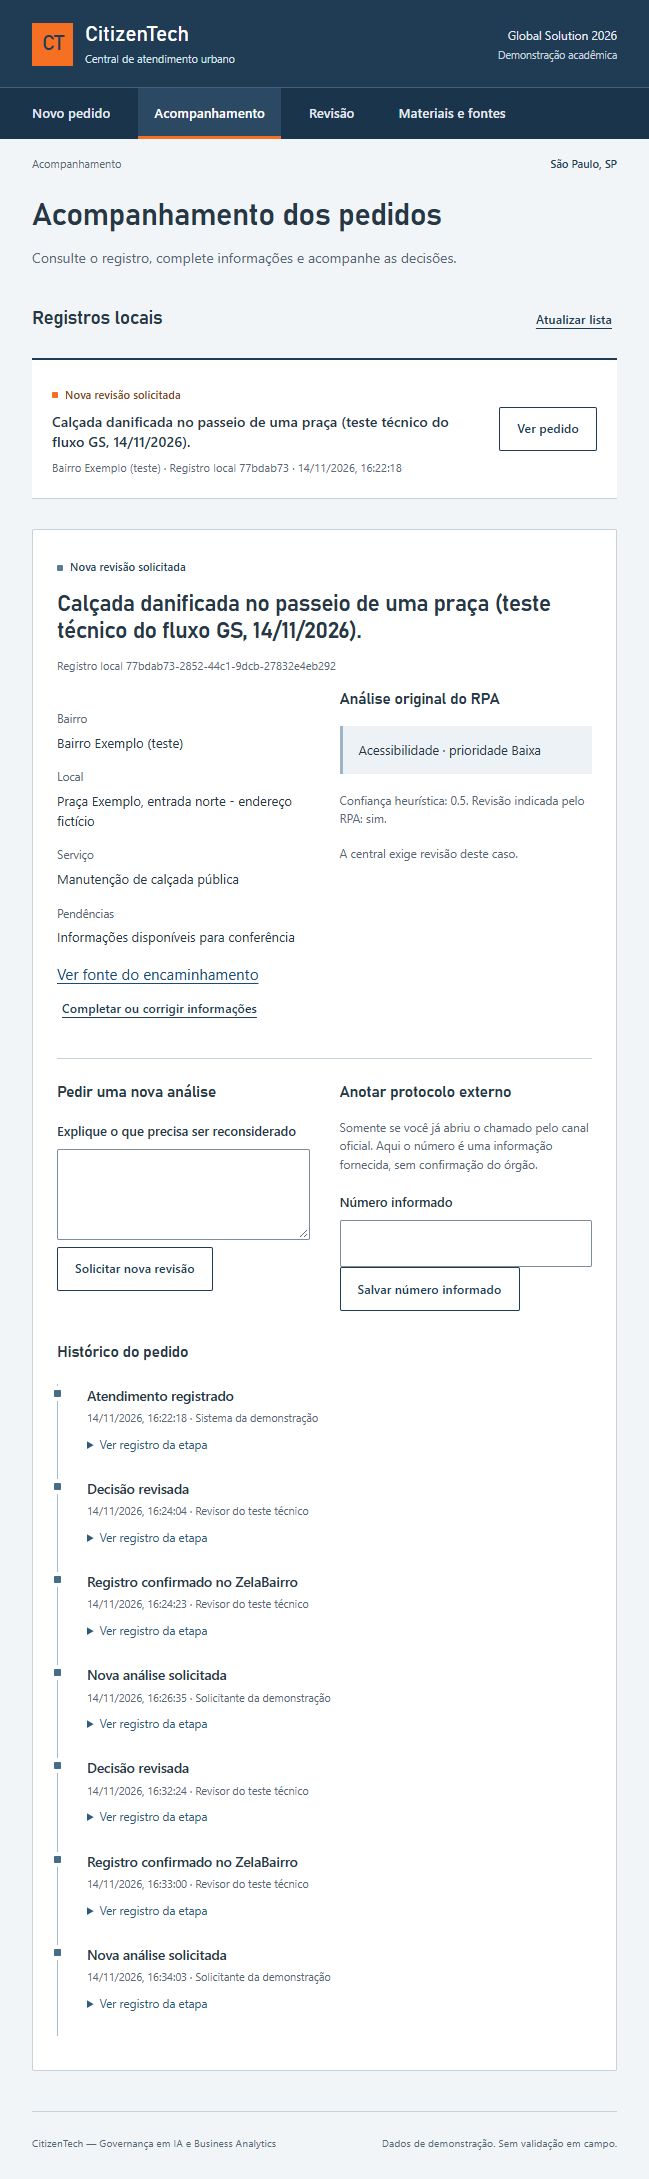 CT
CitizenTech
Central de atendimento urbano
Global Solution 2026
Demonstração acadêmica
Novo pedido
Acompanhamento
Revisão
Materiais e fontes
Acompanhamento
São Paulo, SP
Acompanhamento dos pedidos
Consulte o registro, complete informações e acompanhe as decisões.
Registros locais
Atualizar lista
Nova revisão solicitada
Calçada danificada no passeio de uma praça (teste técnico do
fluxo GS, 14/11/2026).
Bairro Exemplo (teste) · Registro local 77bdab73 · 14/11/2026, 16:22:18
Ver pedido
Nova revisão solicitada
Calçada danificada no passeio de uma praça (teste
técnico do fluxo GS, 14/11/2026).
Registro local 77bdab73-2852-44c1-9dcb-27832e4eb292
Bairro
Bairro Exemplo (teste)
Local
Praça Exemplo, entrada norte - endereço
fictício
Serviço
Manutenção de calçada pública
Pendências
Informações disponíveis para conferência
Ver fonte do encaminhamento
Completar ou corrigir informações
Análise original do RPA
Acessibilidade · prioridade Baixa
Confiança heurística: 0.5. Revisão indicada pelo
RPA: sim.
A central exige revisão deste caso.
Pedir uma nova análise
Explique o que precisa ser reconsiderado
Solicitar nova revisão
Anotar protocolo externo
Somente se você já abriu o chamado pelo canal
oficial. Aqui o número é uma informação
fornecida, sem confirmação do órgão.
Número informado
Salvar número informado
Histórico do pedido
Atendimento registrado
14/11/2026, 16:22:18 · Sistema da demonstração
Ver registro da etapa
Decisão revisada
14/11/2026, 16:24:04 · Revisor do teste técnico
Ver registro da etapa
Registro confirmado no ZelaBairro
14/11/2026, 16:24:23 · Revisor do teste técnico
Ver registro da etapa
Nova análise solicitada
14/11/2026, 16:26:35 · Solicitante da demonstração
Ver registro da etapa
Decisão revisada
14/11/2026, 16:32:24 · Revisor do teste técnico
Ver registro da etapa
Registro confirmado no ZelaBairro
14/11/2026, 16:33:00 · Revisor do teste técnico
Ver registro da etapa
Nova análise solicitada
14/11/2026, 16:34:03 · Solicitante da demonstração
Ver registro da etapa
CitizenTech — Governança em IA e Business Analytics
Dados de demonstração. Sem validação em campo.